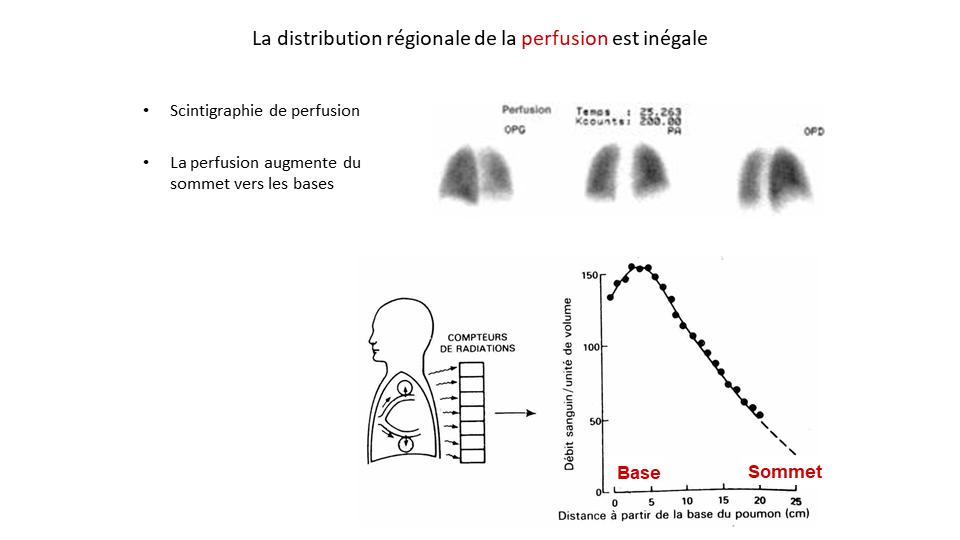 La distribution régionale de la perfusion est inégale
• Scintigraphie de perfusion
• La perfusion augmente du
sommet vers les bases
Perfusion
Temps : 25.263
Kcounts: 200.00
OPG
PA
OPD
COMPTEURS
DE RADIATIONS
Débit sanguin/unité de volume
150
100
50
0
Base
Sommet
0 5 10 15 20 25
Distance à partir de la base du poumon (cm)